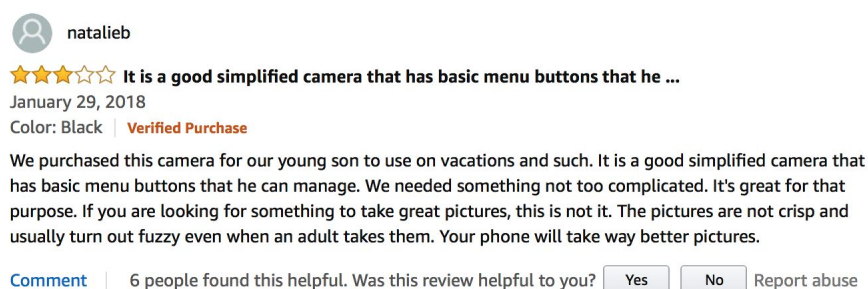 natalieb
It is a good simplified camera that has basic menu buttons that he ...
January 29, 2018
Color: Black Verified Purchase
We purchased this camera for our young son to use on vacations and such. It is a good simplified camera that
has basic menu buttons that he can manage. We needed something not too complicated. It's great for that
purpose. If you are looking for something to take great pictures, this is not it. The pictures are not crisp and
usually turn out fuzzy even when an adult takes them. Your phone will take way better pictures.
Comment 6 people found this helpful. Was this review helpful to you? Yes No Report abuse